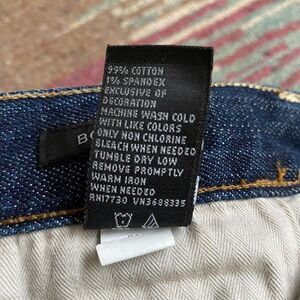 99% COTTON
1% SPANDEX
EXCLUSIVE OF
DECORATION
MACHINE WASH COLD
WITH LIKE COLORS
ONLY NON CHLORINE
BLEACH WHEN NEEDED
TUMBLE DRY LOW
REMOVE PROMPTLY
WARM IRON
WHEN NEEDED
RN17730 VN3688335